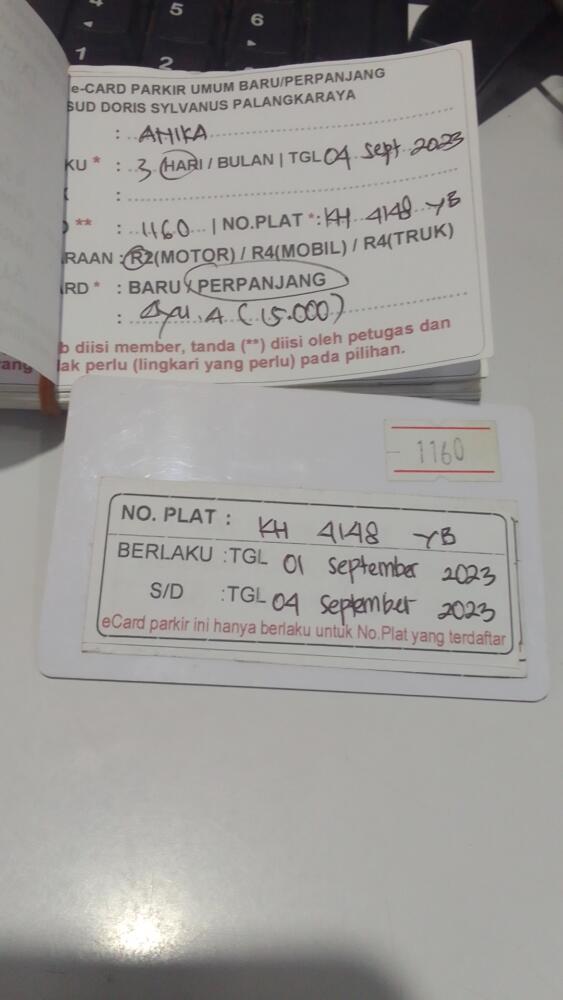 5
6
1
2
e-CARD PARKIR UMUM BARU/PERPANJANG
SUD DORIS SYLVANUS PALANGKARAYA
: ANIKA
KU * : 3 HARI / BULAN | TGL 04 Sept 2023
:
** : 1160 | NO.PLAT *: KH 4148 YB
RAAN : R2(MOTOR) / R4(MOBIL) / R4(TRUK)
RD * : BARU / PERPANJANG
: Ayu. A (15.000)
b diisi member, tanda (**) diisi oleh petugas dan
ang lak perlu (lingkari yang perlu) pada pilihan.
1160
NO. PLAT : KH 4148 YB
BERLAKU : TGL 01 September 2023
S/D : TGL 04 September 2023
eCard parkir ini hanya berlaku untuk No.Plat yang terdaftar